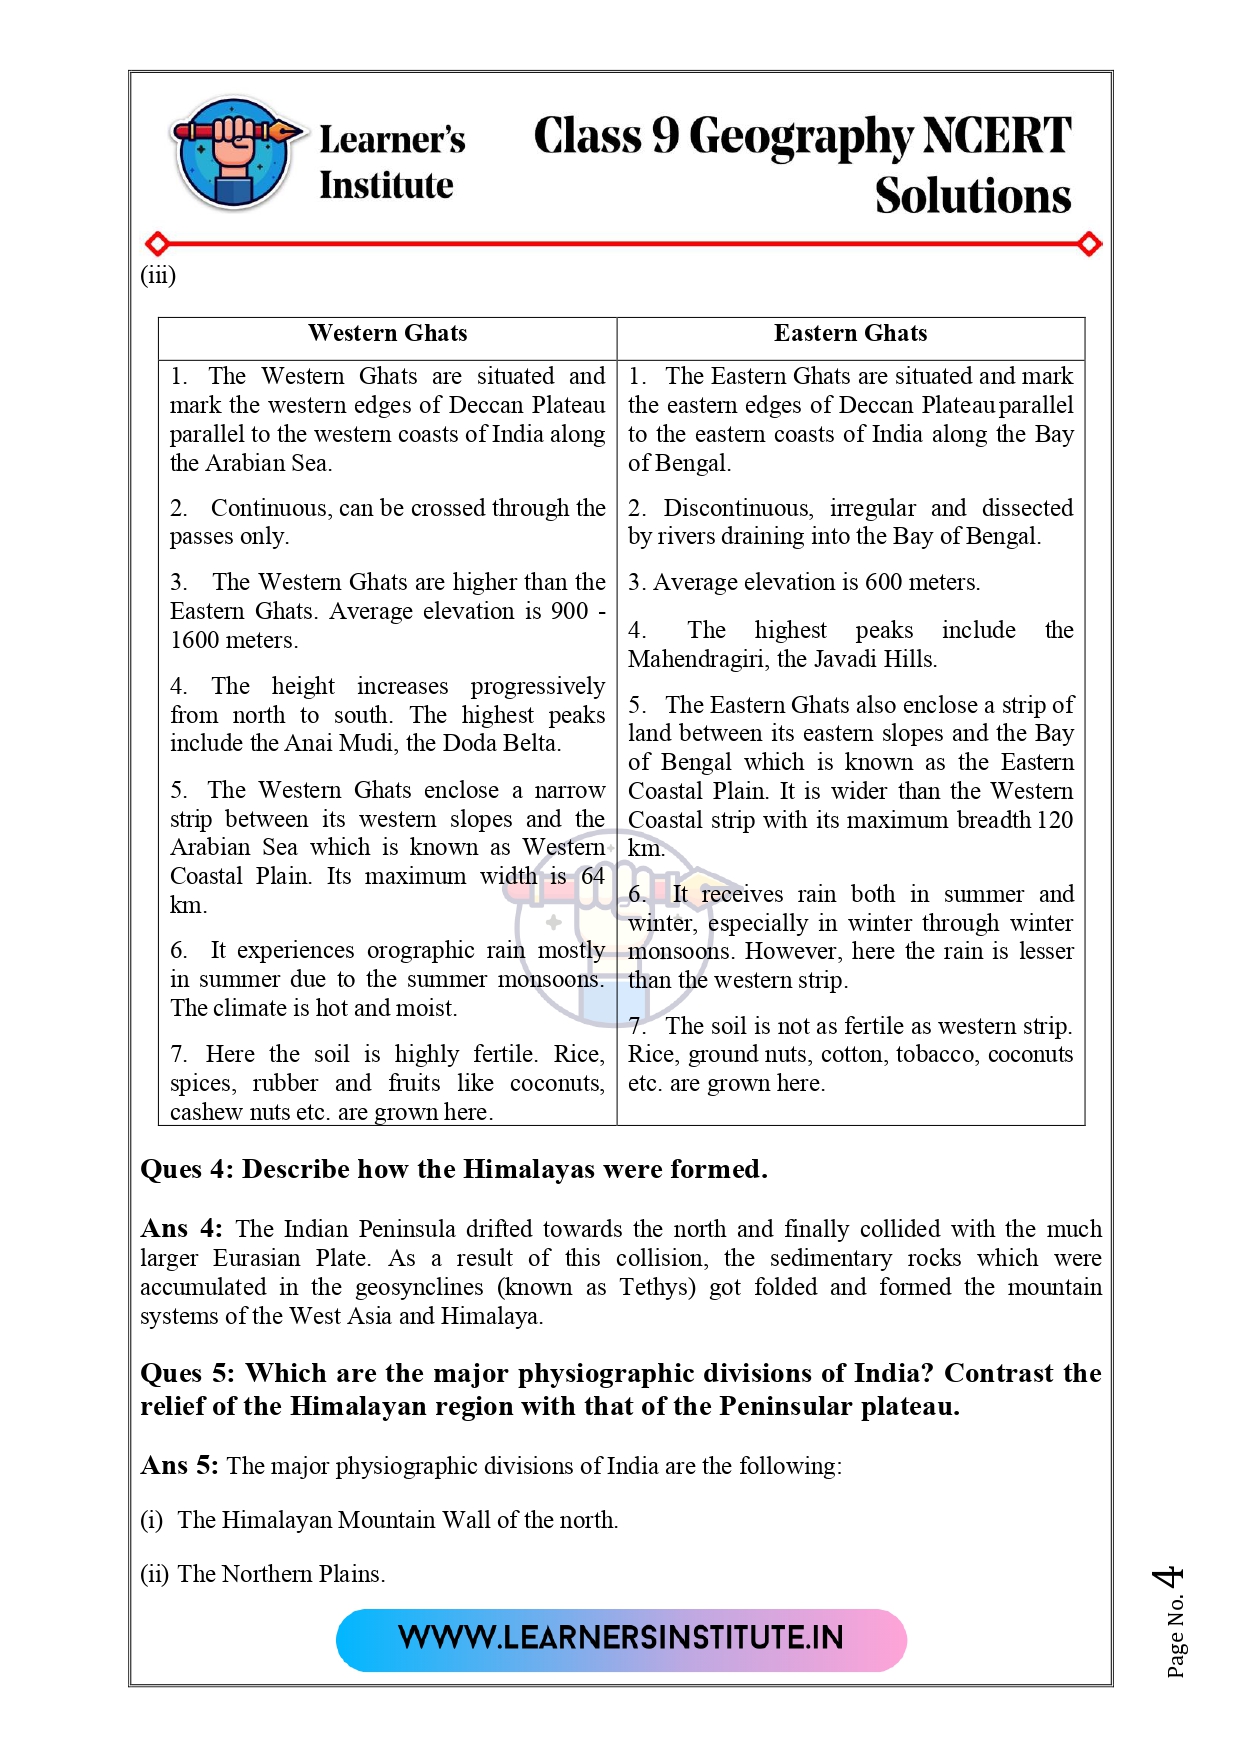 Learner's
Institute
Class 9 Geography NCERT
Solutions
(iii)
Western Ghats
1. The Western Ghats are situated and
mark the western edges of Deccan Plateau
parallel to the western coasts of India along
the Arabian Sea.
2. Continuous, can be crossed through the
passes only.
3. The Western Ghats are higher than the
Eastern Ghats. Average elevation is 900 -
1600 meters.
4. The height increases progressively
from north to south. The highest peaks
include the Anai Mudi, the Doda Belta.
5. The Western Ghats enclose a narrow
strip between its western slopes and the
Arabian Sea which is known as Western
Coastal Plain. Its maximum width is 64
km.
6. It experiences orographic rain mostly
in summer due to the summer monsoons.
The climate is hot and moist.
7. Here the soil is highly fertile. Rice,
spices, rubber and fruits like coconuts,
cashew nuts etc. are grown here.
Eastern Ghats
1. The Eastern Ghats are situated and mark
the eastern edges of Deccan Plateau parallel
to the eastern coasts of India along the Bay
of Bengal.
2. Discontinuous, irregular and dissected
by rivers draining into the Bay of Bengal.
3. Average elevation is 600 meters.
4. The highest peaks include the
Mahendragiri, the Javadi Hills.
5. The Eastern Ghats also enclose a strip of
land between its eastern slopes and the Bay
of Bengal which is known as the Eastern
Coastal Plain. It is wider than the Western
Coastal strip with its maximum breadth 120
km.
6. It receives rain both in summer and
winter, especially in winter through winter
monsoons. However, here the rain is lesser
than the western strip.
7. The soil is not as fertile as western strip.
Rice, ground nuts, cotton, tobacco, coconuts
etc. are grown here.
Ques 4: Describe how the Himalayas were formed.
Ans 4: The Indian Peninsula drifted towards the north and finally collided with the much
larger Eurasian Plate. As a result of this collision, the sedimentary rocks which were
accumulated in the geosynclines (known as Tethys) got folded and formed the mountain
systems of the West Asia and Himalaya.
Ques 5: Which are the major physiographic divisions of India? Contrast the
relief of the Himalayan region with that of the Peninsular plateau.
Ans 5: The major physiographic divisions of India are the following:
(i) The Himalayan Mountain Wall of the north.
(ii) The Northern Plains.
WWW.LEARNERSINSTITUTE.IN
Page No. 4